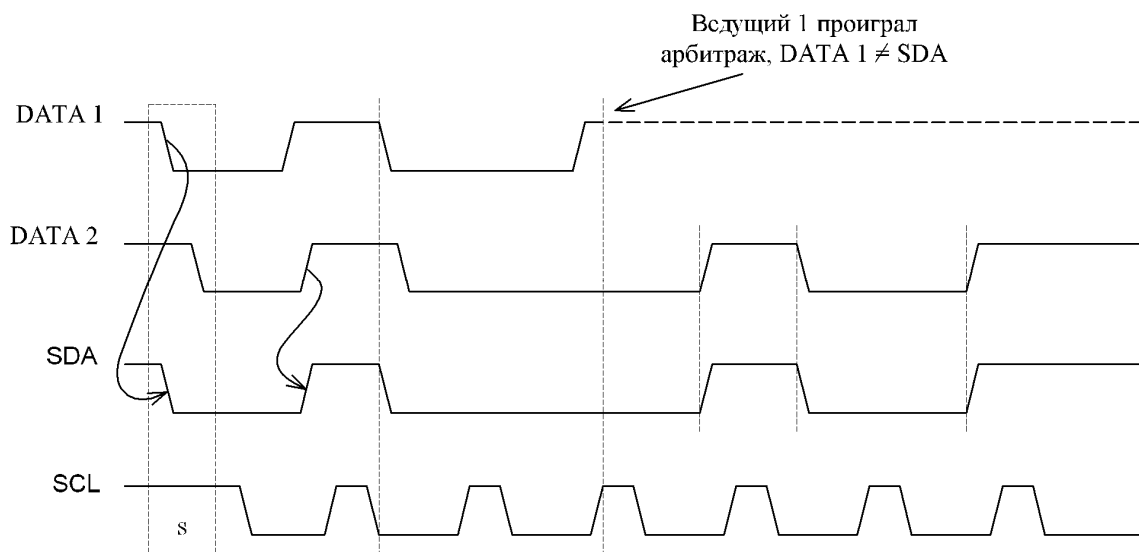 Ведущий 1 проиграл
арбитраж, DATA 1 ≠ SDA
DATA 1
DATA 2
SDA
SCL
S